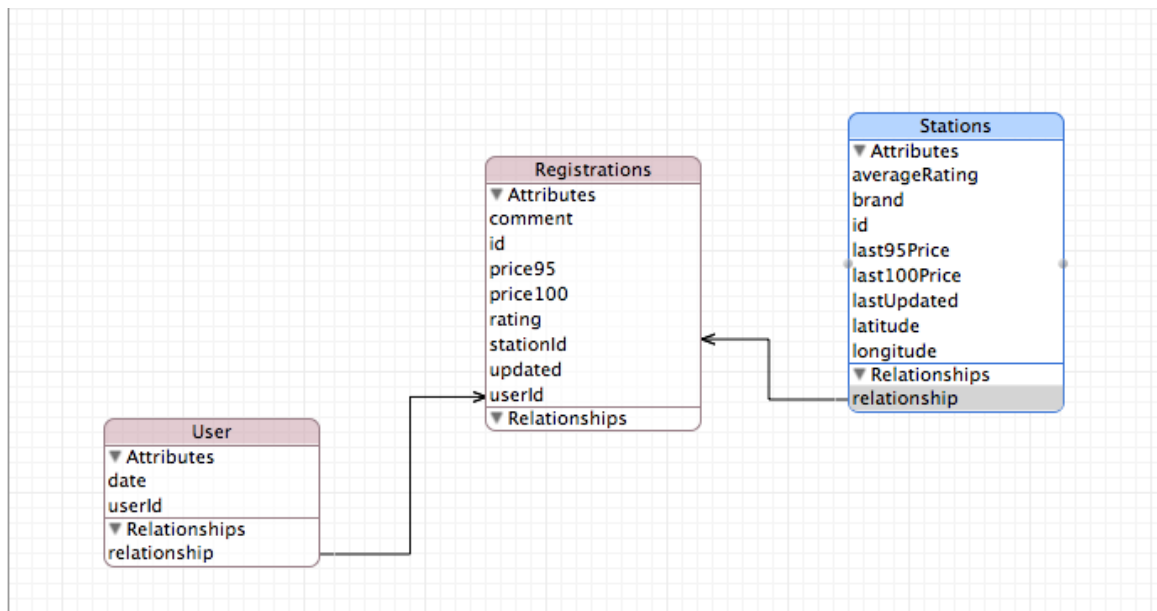 Stations
Attributes
averageRating
brand
id
last95Price
last100Price
lastUpdated
latitude
longitude
Relationships
relationship
Registrations
Attributes
comment
id
price95
price100
rating
stationId
updated
userId
Relationships
User
Attributes
date
userId
Relationships
relationship